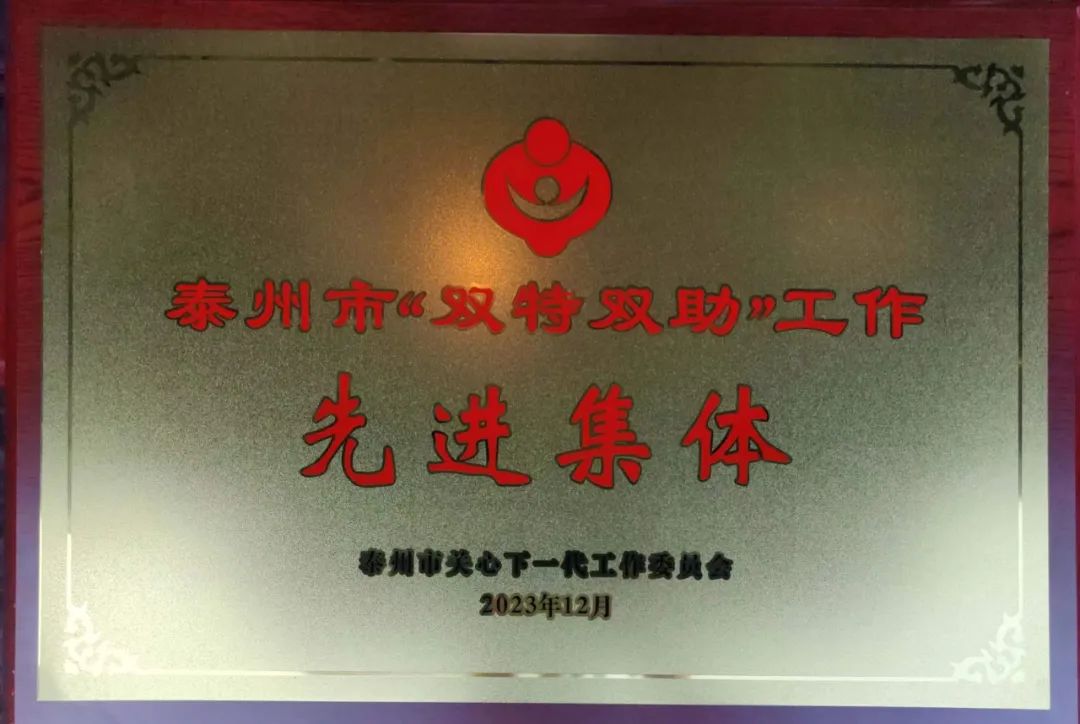 泰州市“双特双助”工作
先进集体
泰州市关心下一代工作委员会
2023年12月